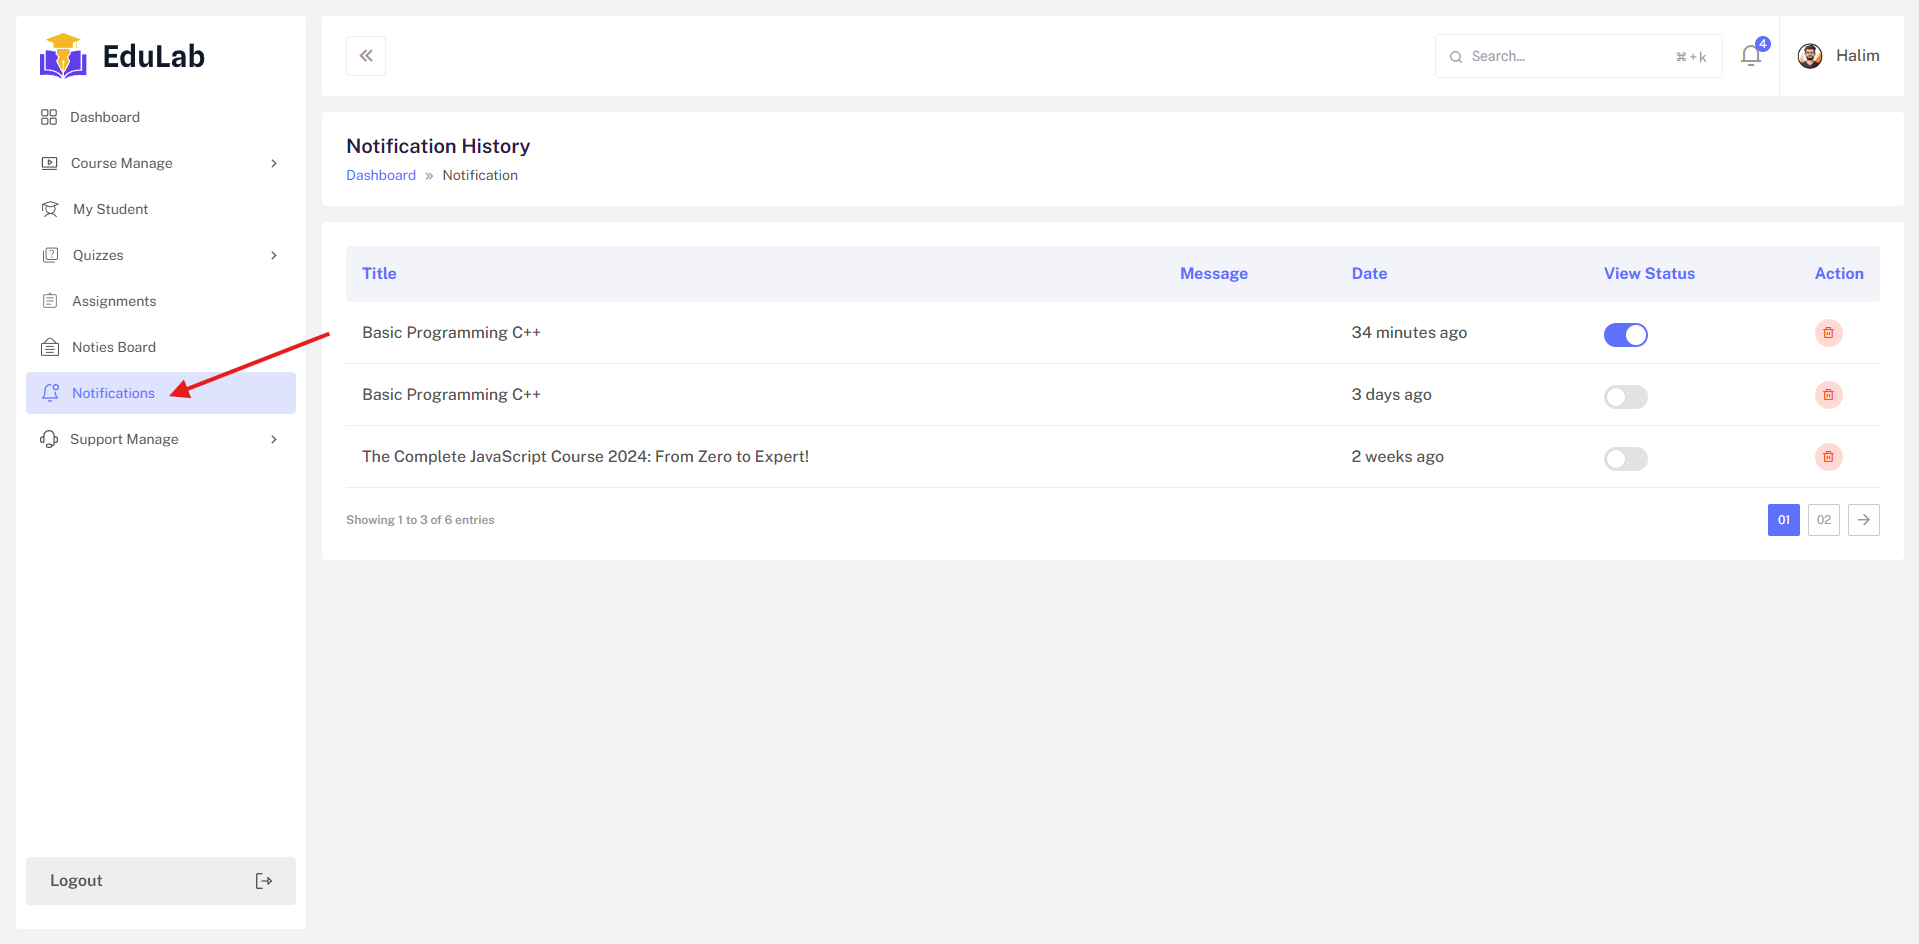 EduLab
Search...
⌘ + k
4
Halim
Dashboard
Course Manage
My Student
Quizzes
Assignments
Noties Board
Notifications
Support Manage
Logout
Notification History
Dashboard » Notification
Title Message Date View Status Action
Basic Programming C++ 34 minutes ago
Basic Programming C++ 3 days ago
The Complete JavaScript Course 2024: From Zero to Expert! 2 weeks ago
Showing 1 to 3 of 6 entries
01 02